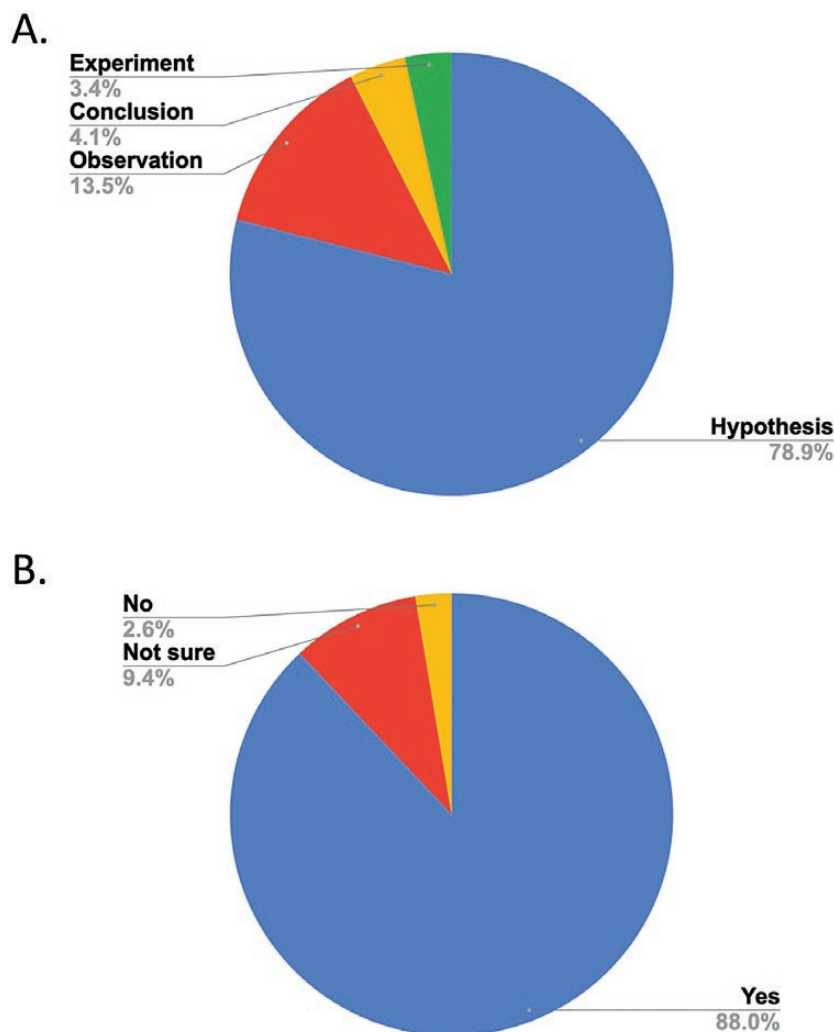 A.
Experiment
3.4%
Conclusion
4.1%
Observation
13.5%
Hypothesis
78.9%
B.
No
2.6%
Not sure
9.4%
Yes
88.0%